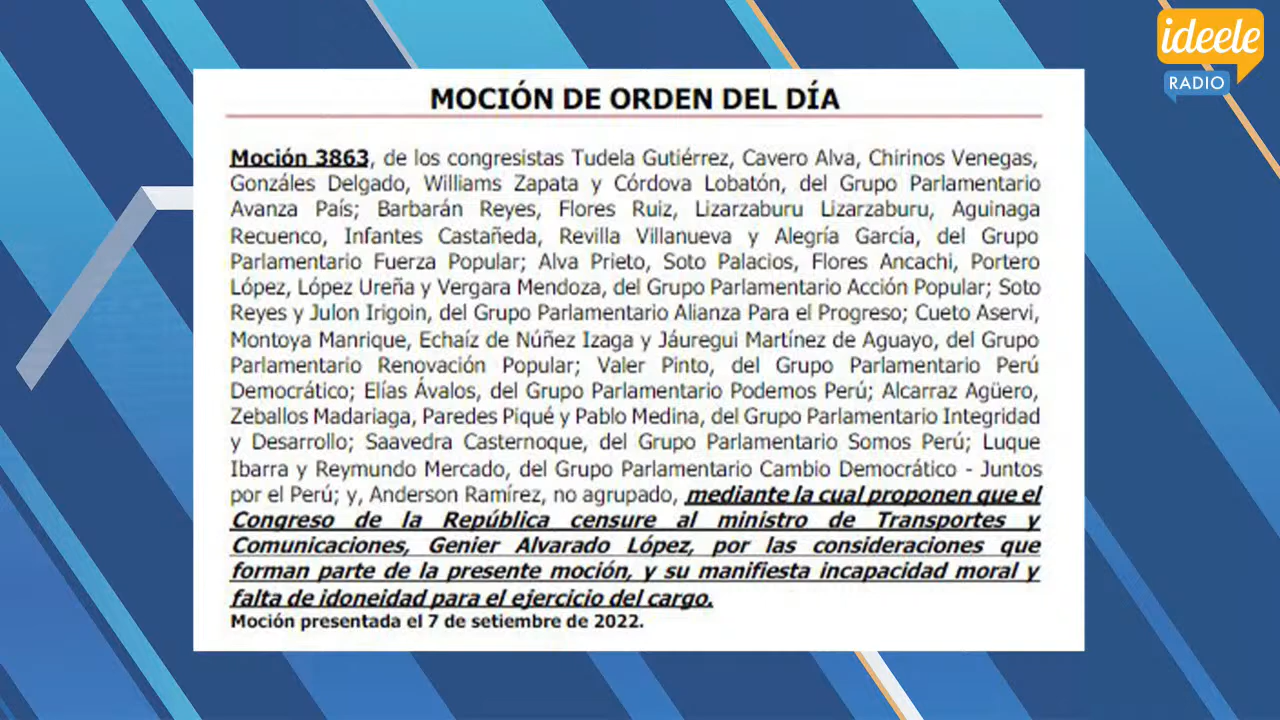 ideele
RADIO
MOCIÓN DE ORDEN DEL DÍA
Moción 3863, de los congresistas Tudela Gutiérrez, Cavero Alva, Chirinos Venegas,
Gonzáles Delgado, Williams Zapata y Córdova Lobatón, del Grupo Parlamentario
Avanza País; Barbarán Reyes, Flores Ruiz, Lizarzaburu Lizarzaburu, Aguinaga
Recuenco, Infantes Castañeda, Revilla Villanueva y Alegría García, del Grupo
Parlamentario Fuerza Popular; Alva Prieto, Soto Palacios, Flores Ancachi, Portero
López, López Ureña y Vergara Mendoza, del Grupo Parlamentario Acción Popular; Soto
Reyes y Julon Irigoin, del Grupo Parlamentario Alianza Para el Progreso; Cueto Aservi,
Montoya Manrique, Echaíz de Núñez Izaga y Jáuregui Martínez de Aguayo, del Grupo
Parlamentario Renovación Popular; Valer Pinto, del Grupo Parlamentario Perú
Democrático; Elías Ávalos, del Grupo Parlamentario Podemos Perú; Alcarraz Agüero,
Zeballos Madariaga, Paredes Piqué y Pablo Medina, del Grupo Parlamentario Integridad
y Desarrollo; Saavedra Casternoque, del Grupo Parlamentario Somos Perú; Luque
Ibarra y Reymundo Mercado, del Grupo Parlamentario Cambio Democrático - Juntos
por el Perú; y, Anderson Ramírez, no agrupado, mediante la cual proponen que el
Congreso de la República censure al ministro de Transportes y
Comunicaciones, Genier Alvarado López, por las consideraciones que
forman parte de la presente moción, y su manifiesta incapacidad moral y
falta de idoneidad para el ejercicio del cargo.
Moción presentada el 7 de setiembre de 2022.